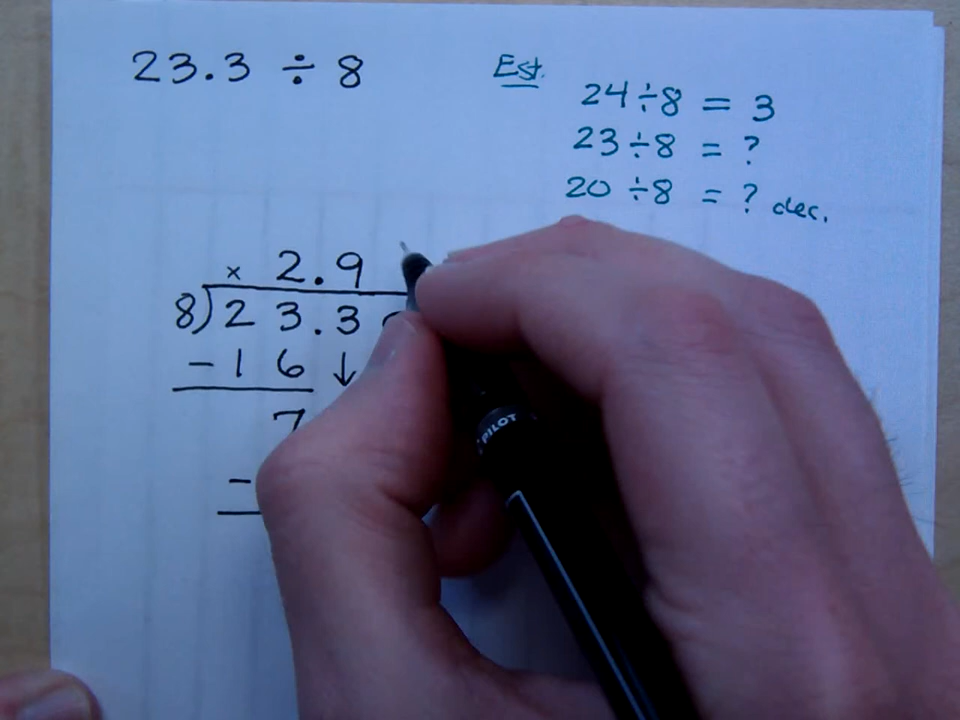 23.3 ÷ 8
Est.
24÷8 = 3
23÷8 = ?
20÷8 = ? dec.
× 2.9
8)23.3
-16↓
7
-
PILOT